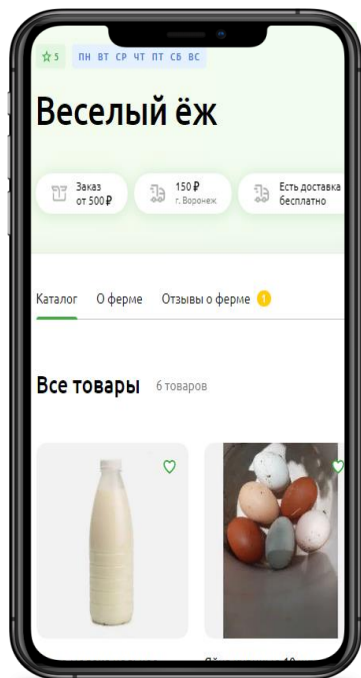 5 ПН ВТ СР ЧТ ПТ СБ ВС
Веселый ёж
Заказ
от 500 ₽
150 ₽
г. Воронеж
Есть доставка
бесплатно
Каталог О ферме Отзывы о ферме 1
Все товары 6 товаров